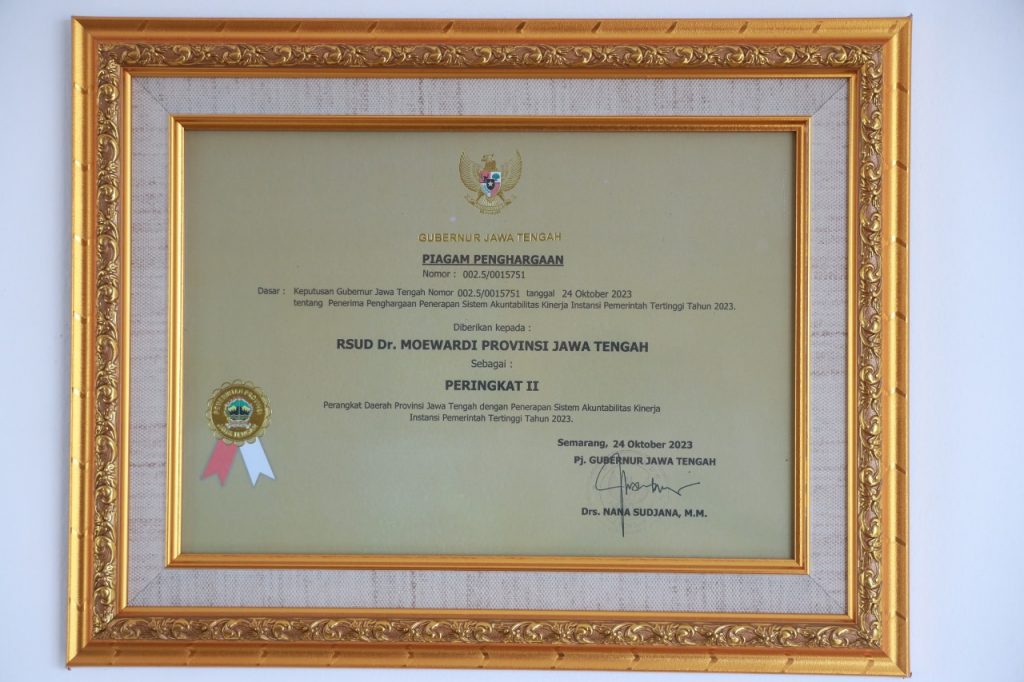 GUBERNUR JAWA TENGAH
PIAGAM PENGHARGAAN
Nomor : 002.5/0015751
Dasar : Keputusan Gubernur Jawa Tengah Nomor 002.5/0015751 tanggal 24 Oktober 2023
tentang Penerima Penghargaan Penerapan Sistem Akuntabilitas Kinerja Instansi Pemerintah Tertinggi Tahun 2023.
Diberikan kepada :
RSUD Dr. MOEWARDI PROVINSI JAWA TENGAH
Sebagai :
PERINGKAT II
Perangkat Daerah Provinsi Jawa Tengah dengan Penerapan Sistem Akuntabilitas Kinerja
Instansi Pemerintah Tertinggi Tahun 2023.
Semarang, 24 Oktober 2023
Pj. GUBERNUR JAWA TENGAH
Drs. NANA SUDJANA, M.M.